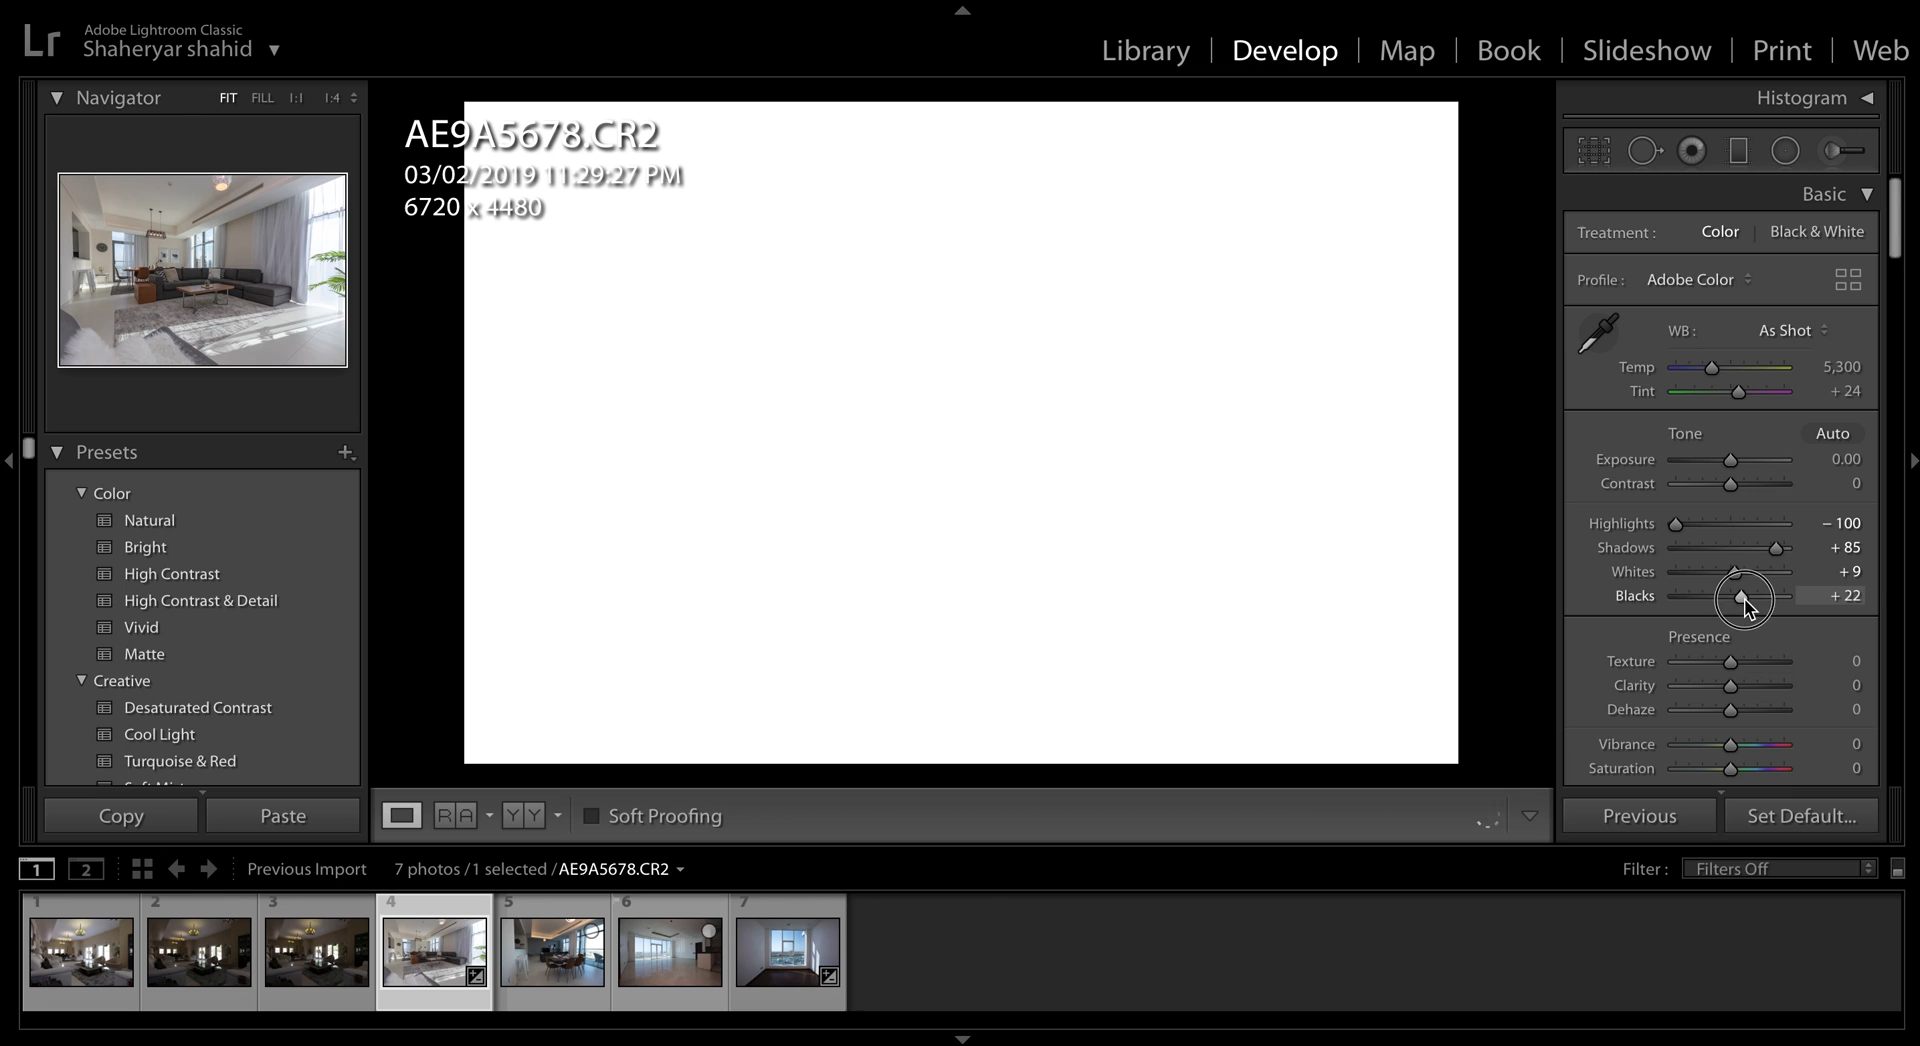 Lr
Adobe Lightroom Classic
Shaheryar shahid
Library | Develop | Map | Book | Slideshow | Print | Web
Navigator FIT FILL 1:1 1:4
AE9A5678.CR2
03/02/2019 11:29:27 PM
6720 x 4480
Presets
Color
Natural
Bright
High Contrast
High Contrast & Detail
Vivid
Matte
Creative
Desaturated Contrast
Cool Light
Turquoise & Red
Copy Paste
R A Y Y Soft Proofing
Histogram
Basic
Treatment : Color | Black & White
Profile : Adobe Color
WB : As Shot
Temp 5,300
Tint + 24
Tone Auto
Exposure 0.00
Contrast 0
Highlights – 100
Shadows + 85
Whites + 9
Blacks + 22
Presence
Texture 0
Clarity 0
Dehaze 0
Vibrance 0
Saturation 0
Previous Set Default...
1 2 Previous Import 7 photos /1 selected /AE9A5678.CR2 Filter : Filters Off
1 2 3 4 5 6 7